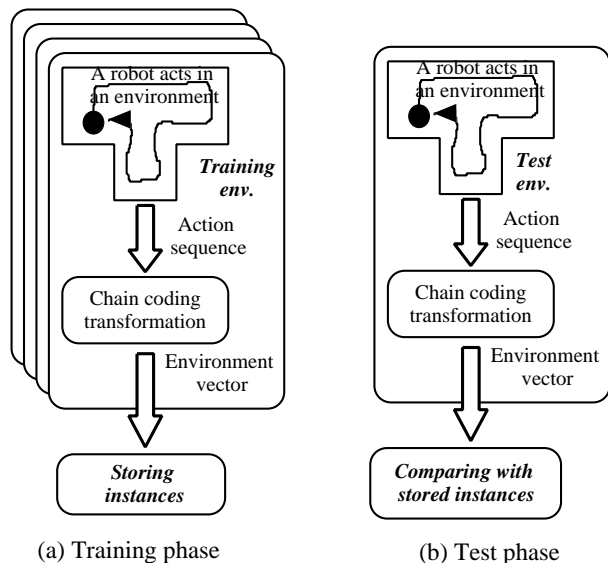 A robot acts in
an environment
Training
env.
Action
sequence
Chain coding
transformation
Environment
vector
Storing
instances
(a) Training phase
A robot acts in
an environment
Test
env.
Action
sequence
Chain coding
transformation
Environment
vector
Comparing with
stored instances
(b) Test phase